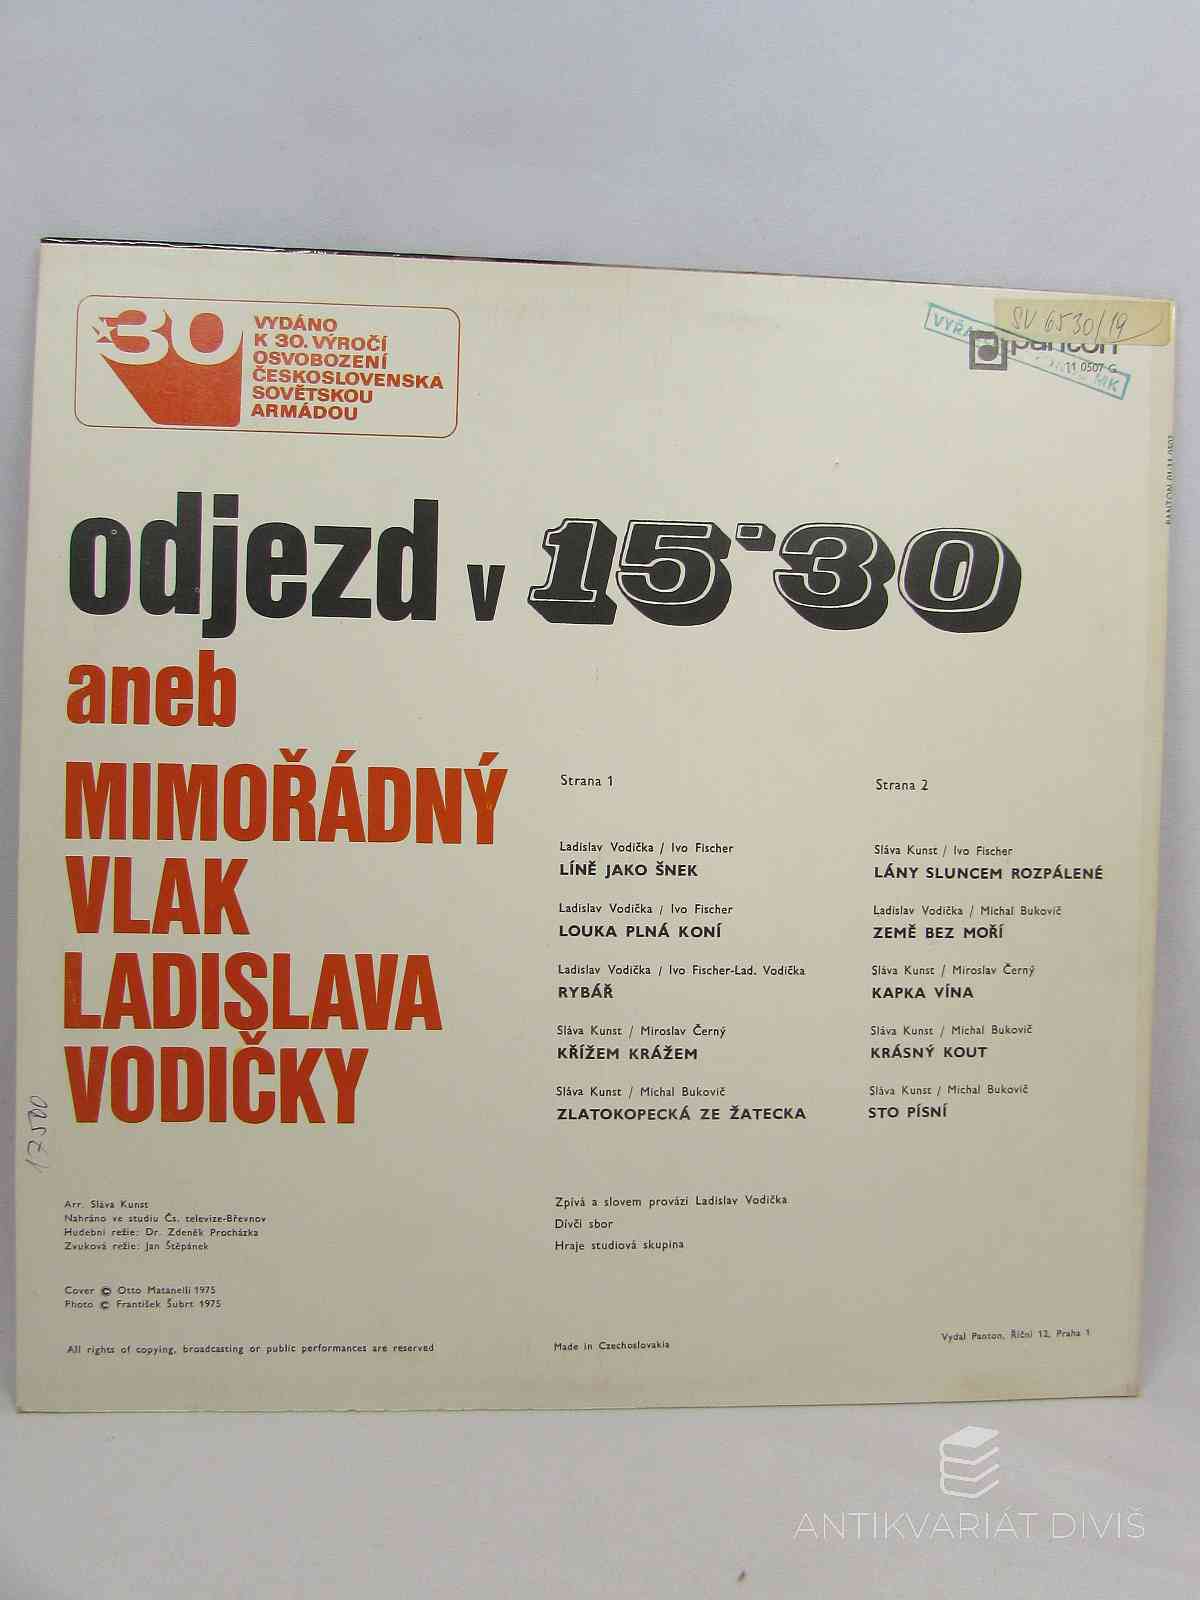 30
VYDÁNO
K 30. VÝROČÍ
OSVOBOZENÍ
ČESKOSLOVENSKA
SOVĚTSKOU
ARMÁDOU
SV 6530/19
panton
11 0507 G
MK
odjezd v 15·30
aneb
MIMOŘÁDNÝ
VLAK
LADISLAVA
VODIČKY
Strana 1
Ladislav Vodička / Ivo Fischer
LÍNĚ JAKO ŠNEK
Ladislav Vodička / Ivo Fischer
LOUKA PLNÁ KONÍ
Ladislav Vodička / Ivo Fischer-Lad. Vodička
RYBÁŘ
Sláva Kunst / Miroslav Černý
KŘÍŽEM KRÁŽEM
Sláva Kunst / Michal Bukovič
ZLATOKOPECKÁ ZE ŽATECKA
Strana 2
Sláva Kunst / Ivo Fischer
LÁNY SLUNCEM ROZPÁLENÉ
Ladislav Vodička / Michal Bukovič
ZEMĚ BEZ MOŘÍ
Sláva Kunst / Miroslav Černý
KAPKA VÍNA
Sláva Kunst / Michal Bukovič
KRÁSNÝ KOUT
Sláva Kunst / Michal Bukovič
STO PÍSNÍ
17500
Arr. Sláva Kunst
Nahráno ve studiu Čs. televize-Břevnov
Hudební režie: Dr. Zdeněk Procházka
Zvuková režie: Jan Štěpánek
Cover © Otto Matanelli 1975
Photo © František Šubrt 1975
Zpívá a slovem provází Ladislav Vodička
Dívčí sbor
Hraje studiová skupina
All rights of copying, broadcasting or public performances are reserved
Made in Czechoslovakia
Vydal Panton, Říční 12, Praha 1
ANTIKVARIÁT DIVIŠ